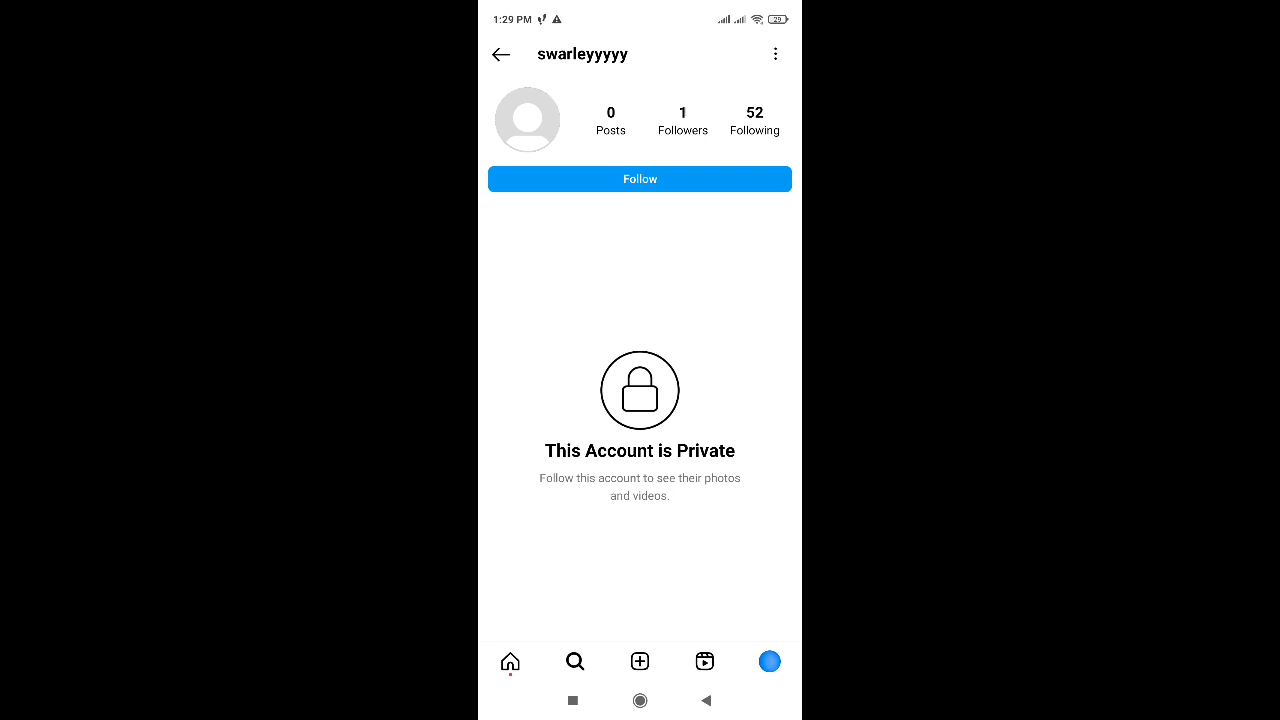 1:29 PM 29
swarleyyyyy
0 1 52
Posts Followers Following
Follow
This Account is Private
Follow this account to see their photos
and videos.